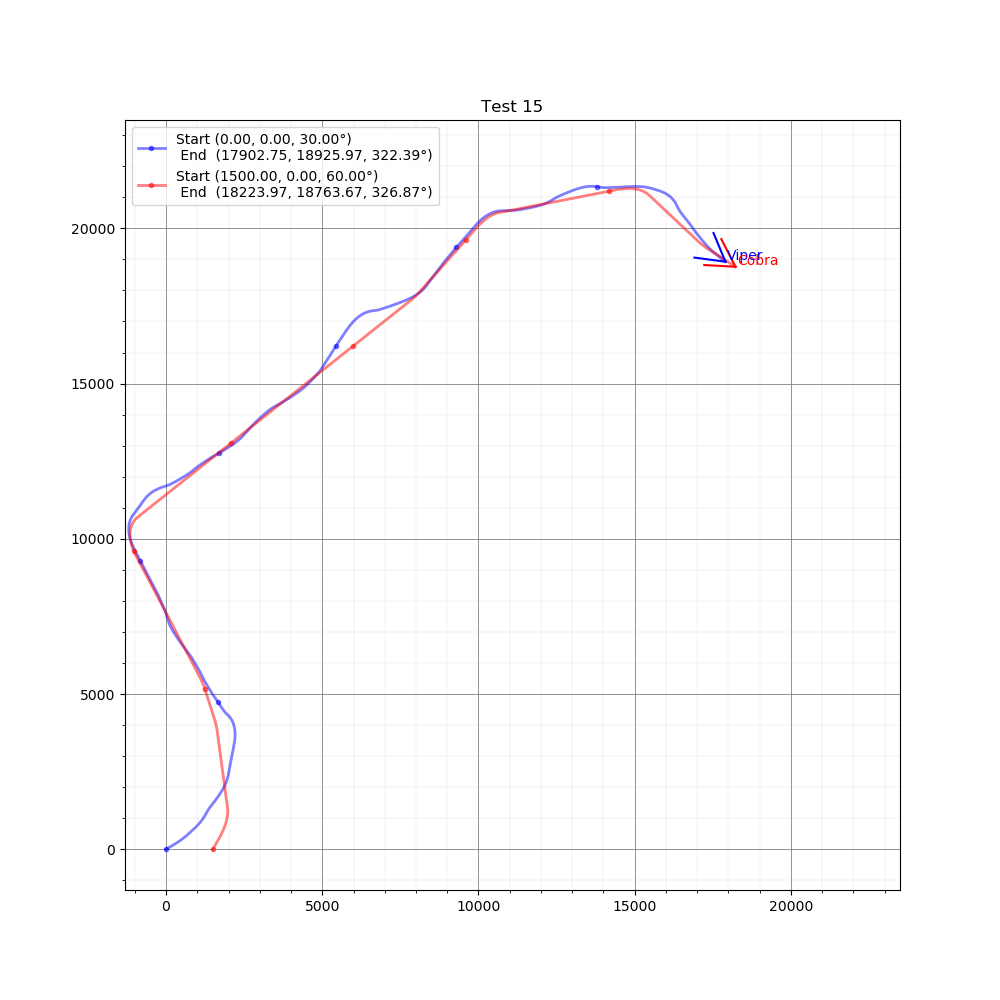 Test 15
Start (0.00, 0.00, 30.00°)
End (17902.75, 18925.97, 322.39°)
Start (1500.00, 0.00, 60.00°)
End (18223.97, 18763.67, 326.87°)
20000
Viper
Cobra
15000
10000
5000
0
0 5000 10000 15000 20000